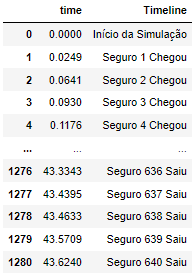 time Timeline
0 0.0000 Início da Simulação
1 0.0249 Seguro 1 Chegou
2 0.0641 Seguro 2 Chegou
3 0.0930 Seguro 3 Chegou
4 0.1176 Seguro 4 Chegou
... ... ...
1276 43.3343 Seguro 636 Saiu
1277 43.4395 Seguro 637 Saiu
1278 43.4633 Seguro 638 Saiu
1279 43.5709 Seguro 639 Saiu
1280 43.6240 Seguro 640 Saiu